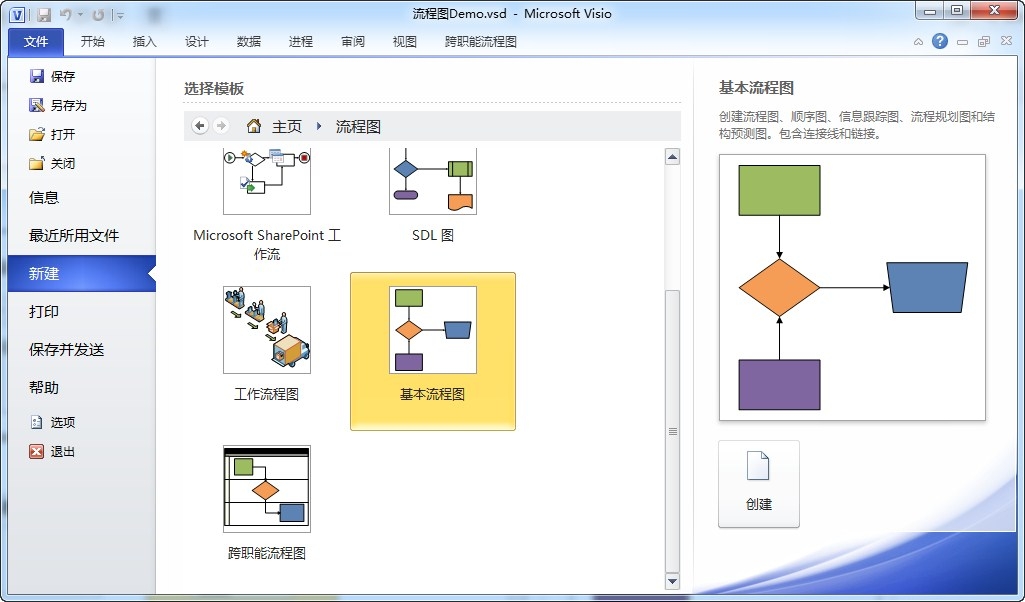 流程图Demo.vsd - Microsoft Visio
文件 开始 插入 设计 数据 进程 审阅 视图 跨职能流程图
保存
另存为
打开
关闭
信息
最近所用文件
新建
打印
保存并发送
帮助
选项
退出
选择模板
主页 流程图
Microsoft SharePoint 工
作流
SDL 图
工作流程图
基本流程图
跨职能流程图
基本流程图
创建流程图、顺序图、信息跟踪图、流程规划图和结
构预测图。包含连接线和链接。
创建